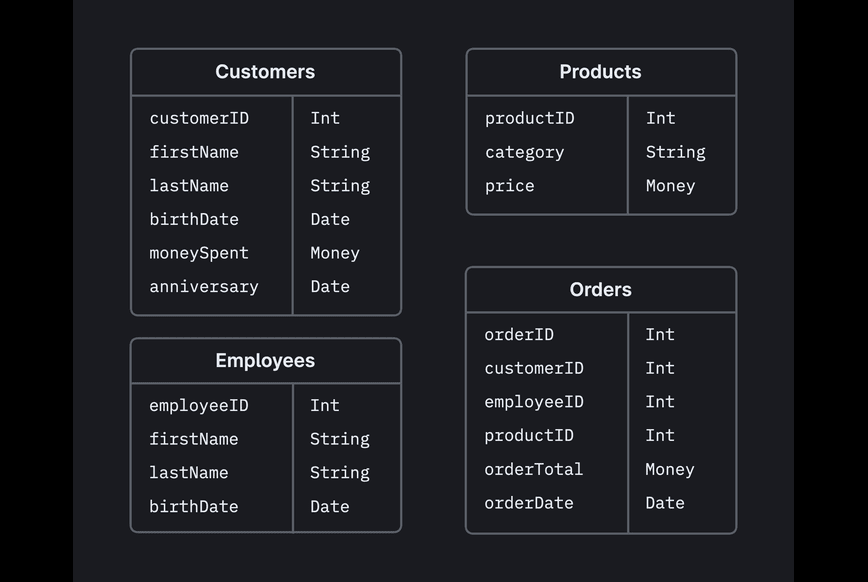 Customers
customerID Int
firstName String
lastName String
birthDate Date
moneySpent Money
anniversary Date
Employees
employeeID Int
firstName String
lastName String
birthDate Date
Products
productID Int
category String
price Money
Orders
orderID Int
customerID Int
employeeID Int
productID Int
orderTotal Money
orderDate Date